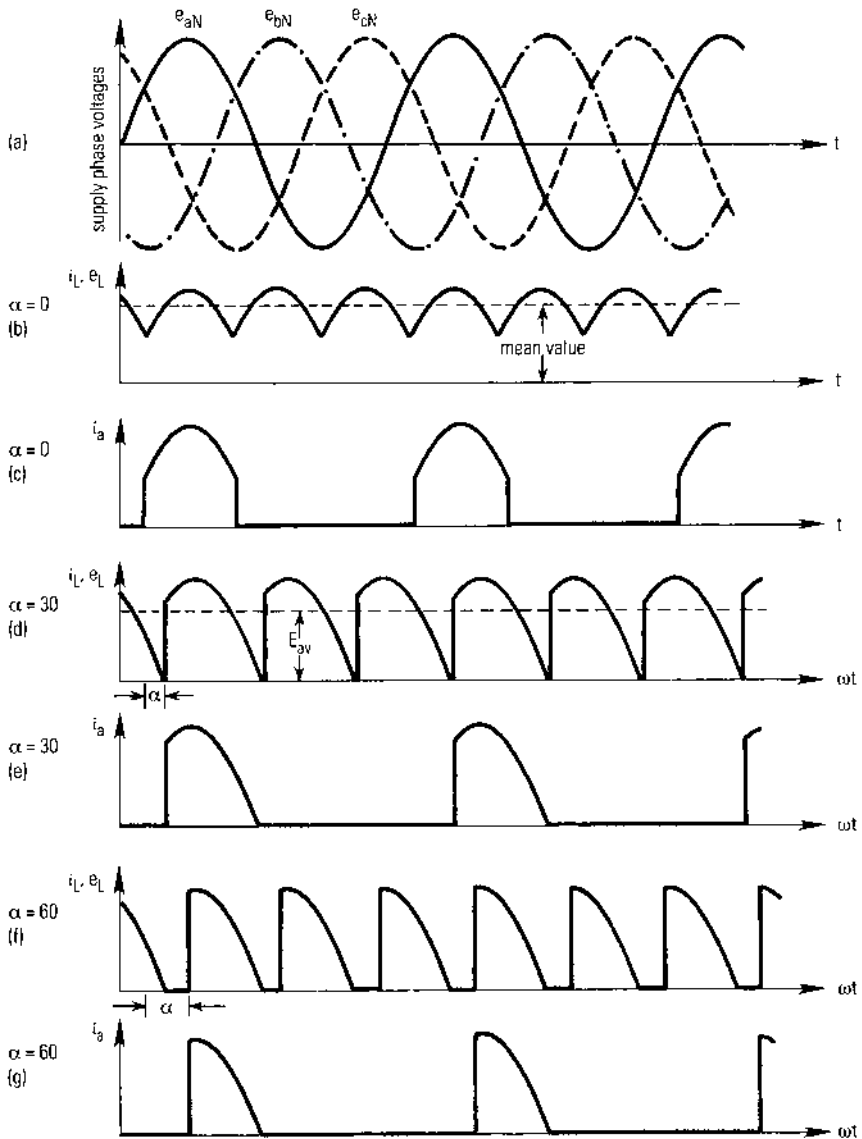 e_aN e_bN e_cN
supply phase voltages
(a)
t
i_L, e_L
α = 0
(b)
mean value
t
i_a
α = 0
(c)
t
i_L, e_L
α = 30
(d)
E_av
α
ωt
i_a
α = 30
(e)
ωt
i_L, e_L
α = 60
(f)
ωt
α
i_a
α = 60
(g)
ωt